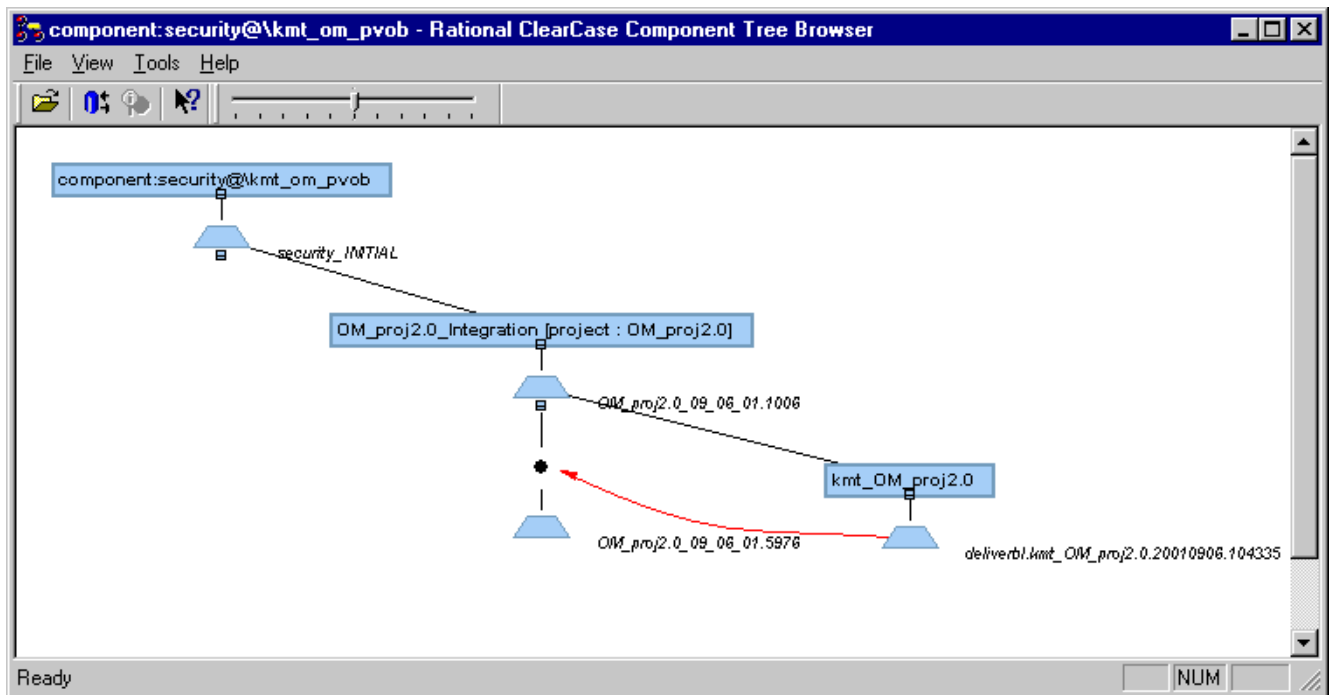 component:security@\kmt_om_pvob - Rational ClearCase Component Tree Browser
File View Tools Help
component:security@\kmt_om_pvob
security_INITIAL
OM_proj2.0_Integration [project : OM_proj2.0]
OM_proj2.0_09_06_01.1006
kmt_OM_proj2.0
OM_proj2.0_09_06_01.5976
deliverbl.kmt_OM_proj2.0.20010906.104335
Ready
NUM